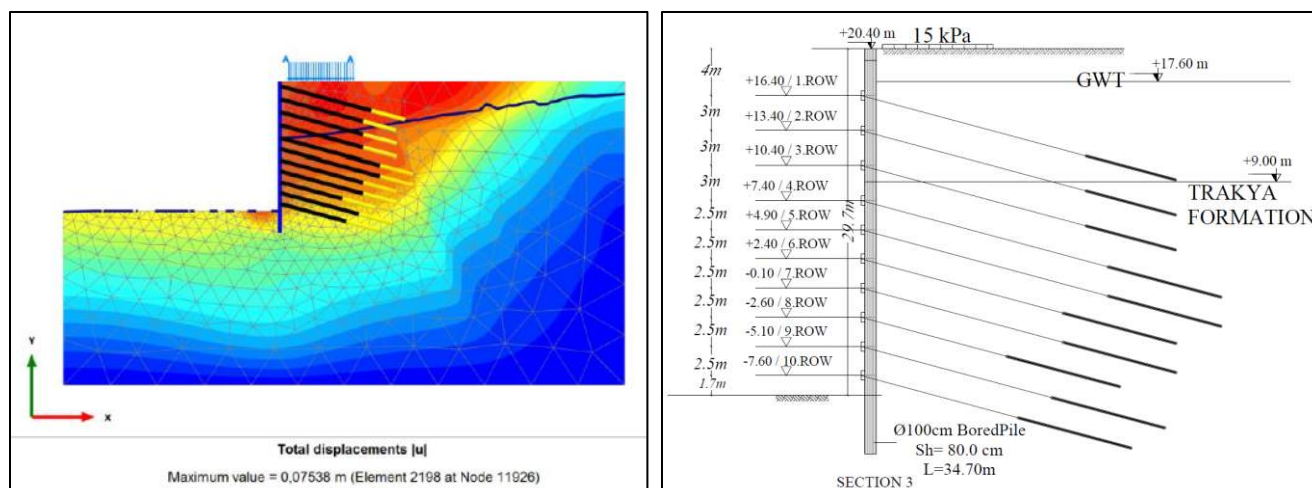 A
A
Y
X
Total displacements |u|
Maximum value = 0,07538 m (Element 2198 at Node 11926)
+20.40 m
15 kPa
+17.60 m
GWT
4m
+16.40 / 1.ROW
3m
+13.40 / 2.ROW
3m
+10.40 / 3.ROW
+9.00 m
3m
+7.40 / 4.ROW
TRAKYA
FORMATION
2.5m
+4.90 / 5.ROW
29.7m
2.5m
+2.40 / 6.ROW
2.5m
-0.10 / 7.ROW
2.5m
-2.60 / 8.ROW
2.5m
-5.10 / 9.ROW
2.5m
-7.60 / 10.ROW
1.7m
Ø100cm BoredPile
Sh= 80.0 cm
L=34.70m
SECTION 3